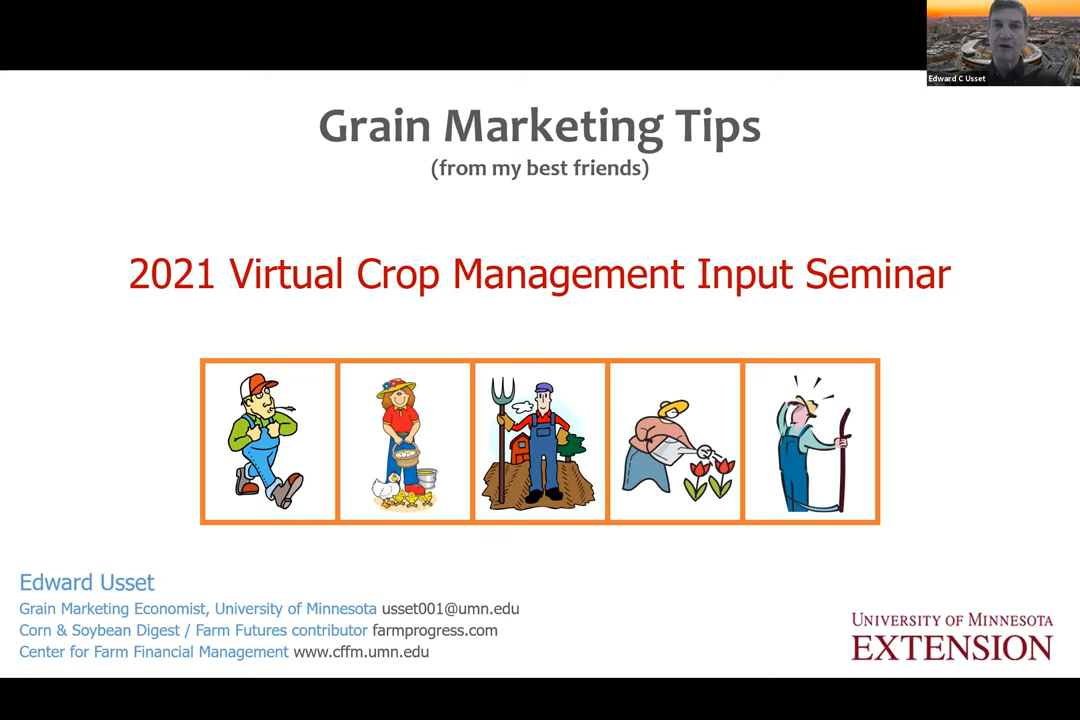 Edward C Usset
Grain Marketing Tips
(from my best friends)
2021 Virtual Crop Management Input Seminar
Edward Usset
Grain Marketing Economist, University of Minnesota usset001@umn.edu
Corn & Soybean Digest / Farm Futures contributor farmprogress.com
Center for Farm Financial Management www.cffm.umn.edu
UNIVERSITY OF MINNESOTA
EXTENSION